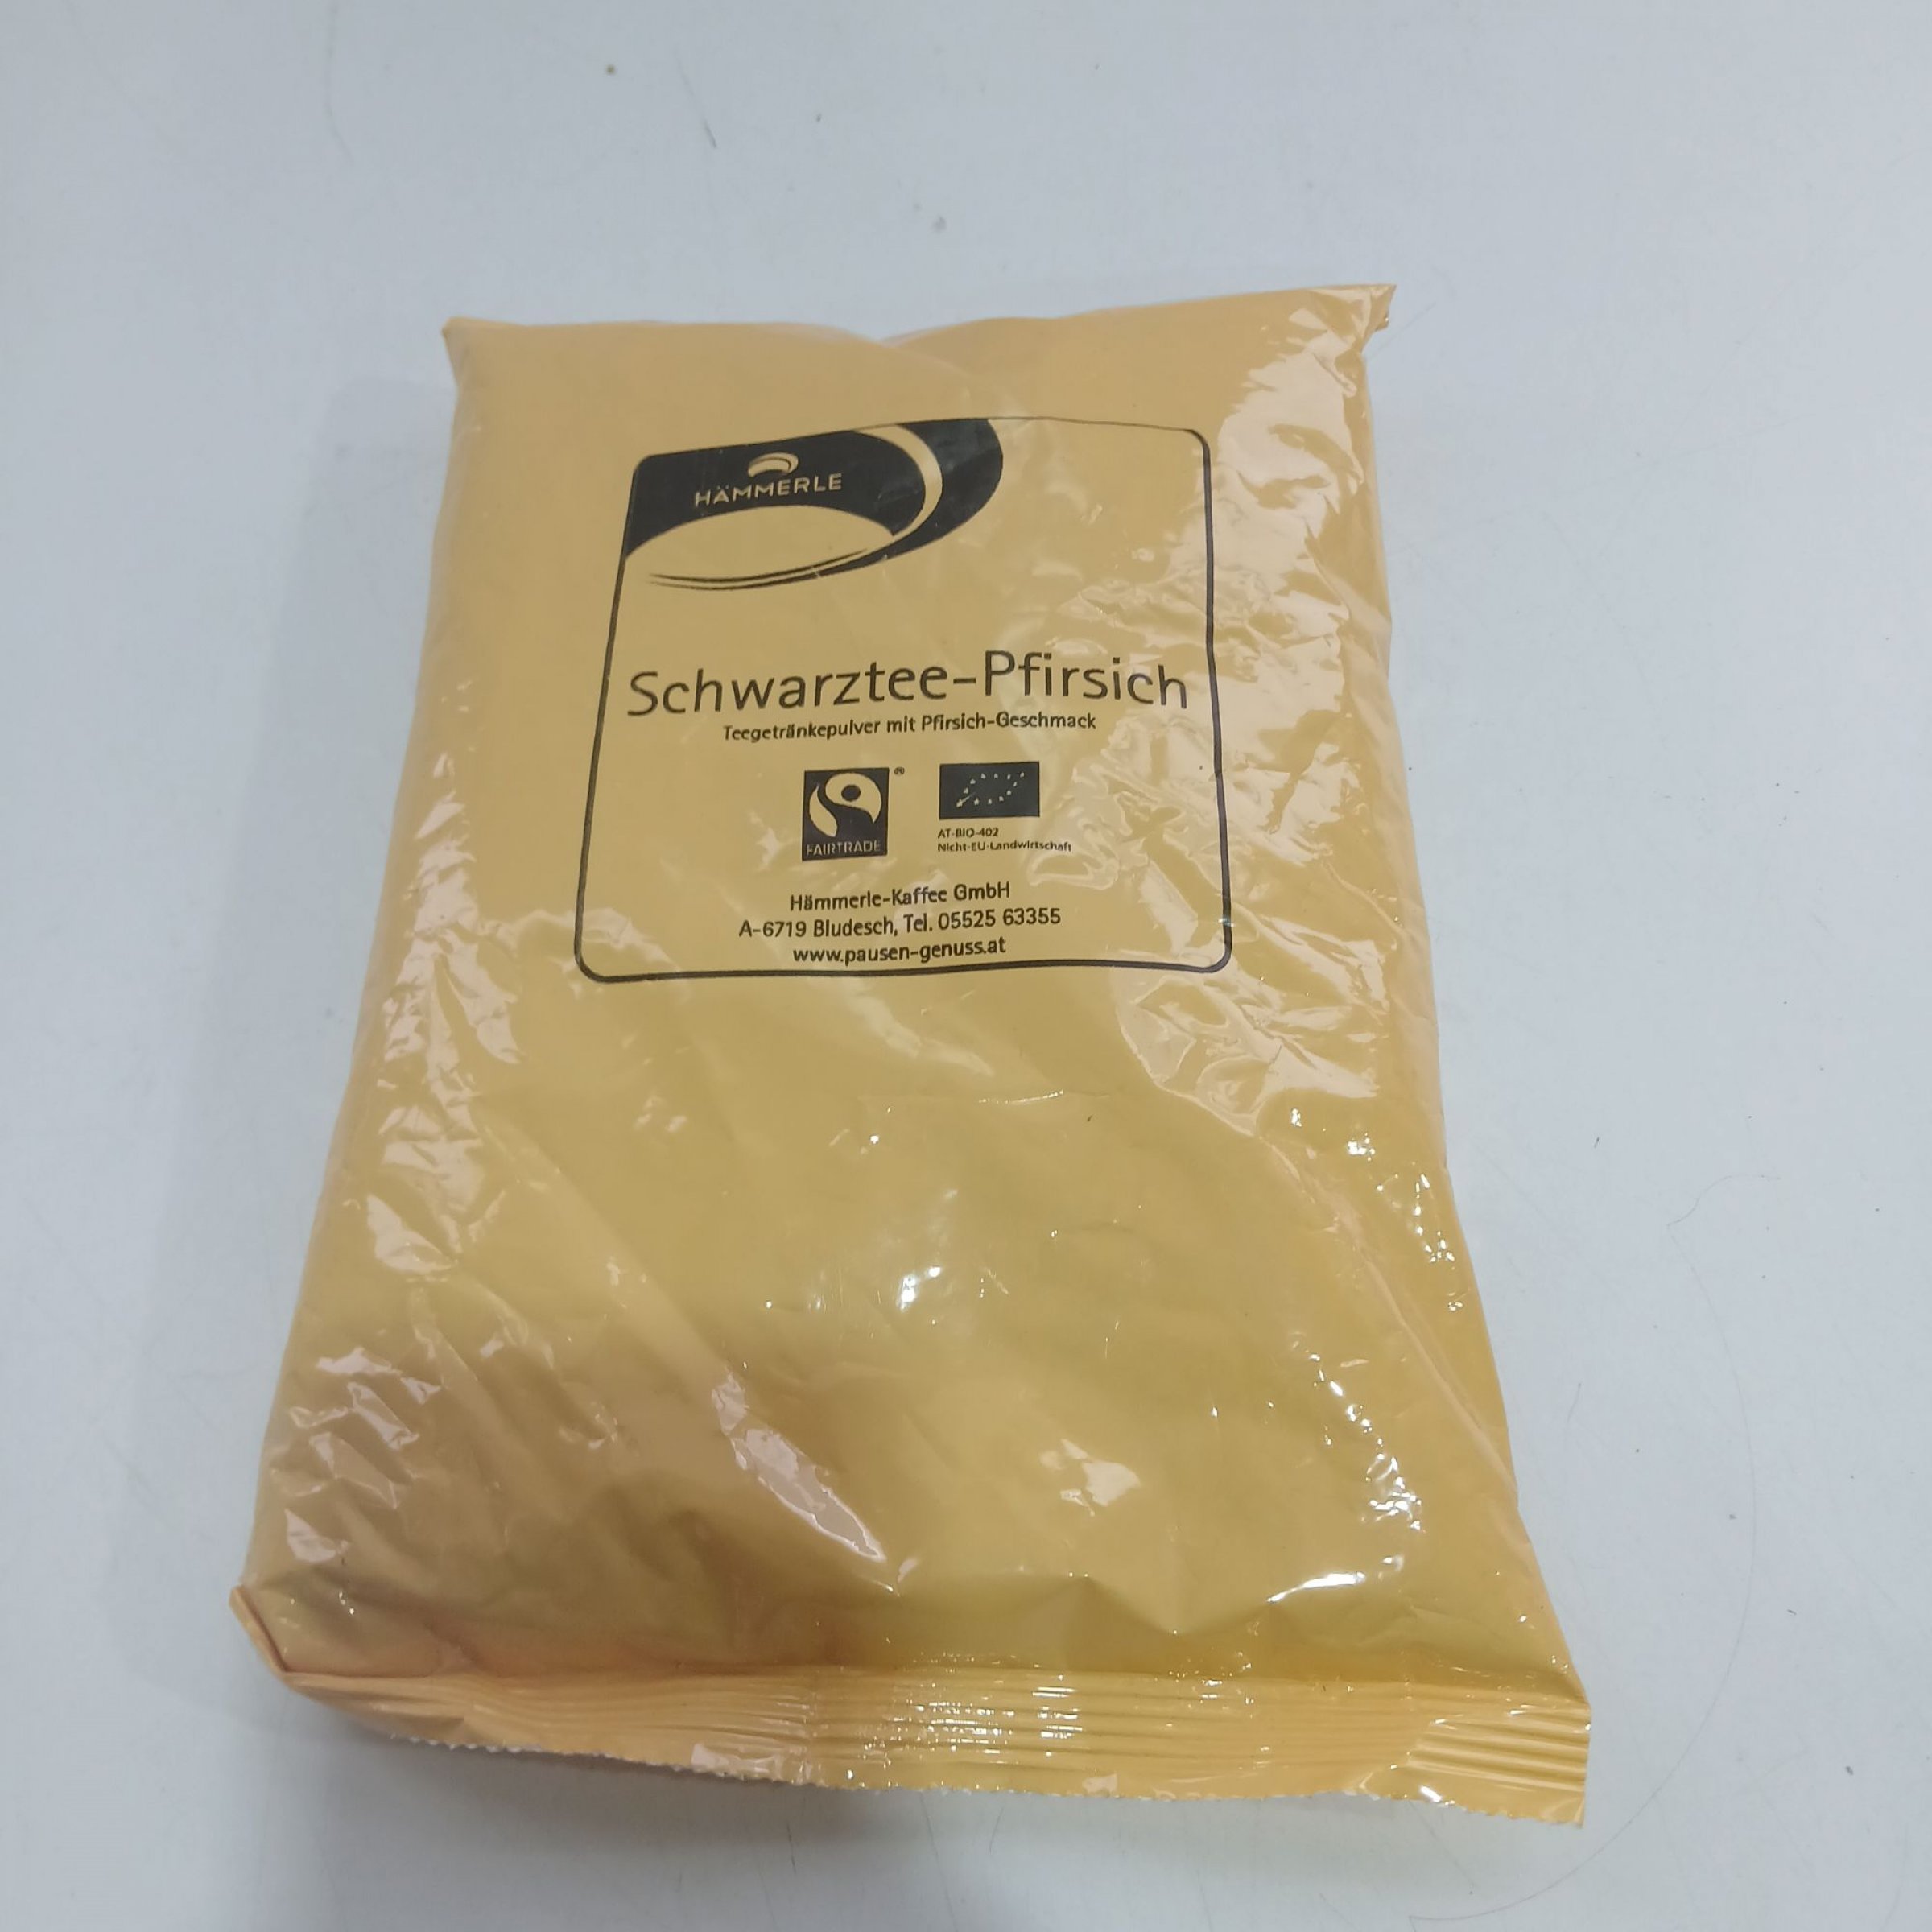 HÄMMERLE
Schwarztee-Pfirsich
Teegetränkepulver mit Pfirsich-Geschmack
®
FAIRTRADE
AT-BIO-402
Nicht-EU-Landwirtschaft
Hämmerle-Kaffee GmbH
A-6719 Bludesch, Tel. 05525 63355
www.pausen-genuss.at